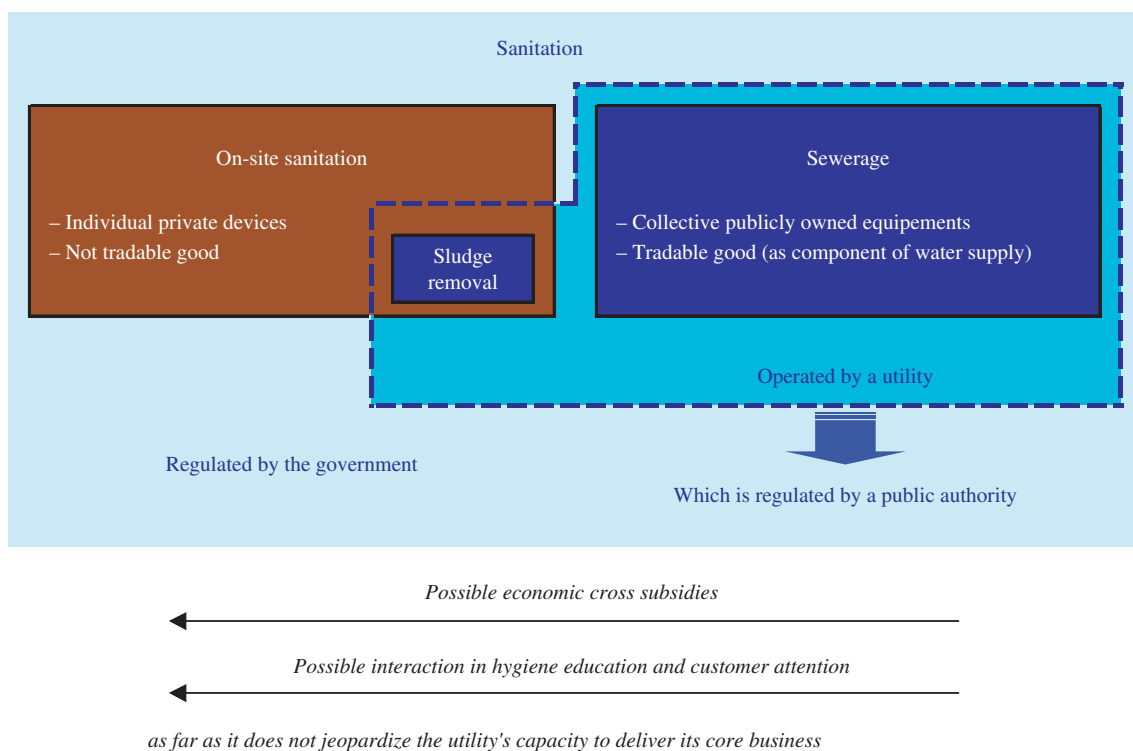 Sanitation
On-site sanitation
– Individual private devices
– Not tradable good
Sludge
removal
Sewerage
– Collective publicly owned equipements
– Tradable good (as component of water supply)
Operated by a utility
Regulated by the government
Which is regulated by a public authority
Possible economic cross subsidies
Possible interaction in hygiene education and customer attention
as far as it does not jeopardize the utility's capacity to deliver its core business